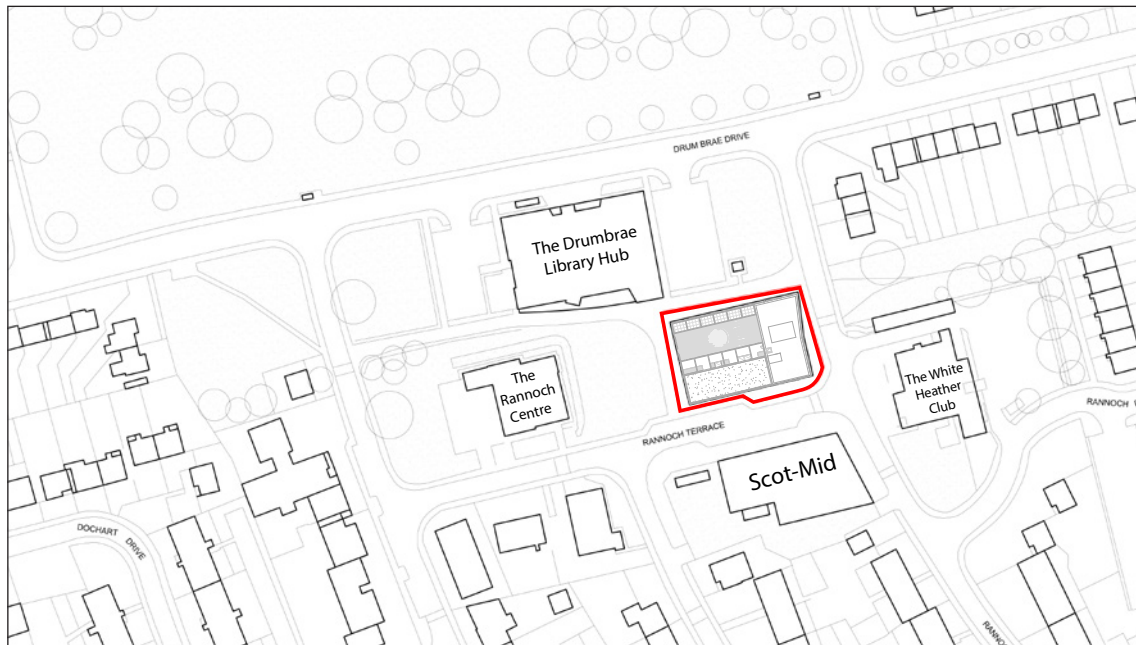 DRUM BRAE DRIVE
The Drumbrae
Library Hub
The
Rannoch
Centre
The White
Heather
Club
RANNOCH
RANNOCH TERRACE
Scot-Mid
DOCHART DRIVE
RANNO